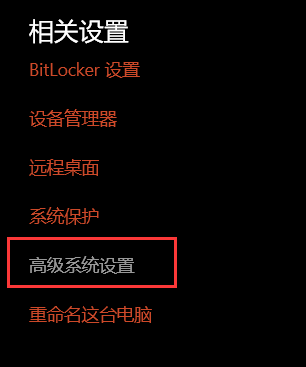 相关设置
BitLocker 设置
设备管理器
远程桌面
系统保护
高级系统设置
重命名这台电脑